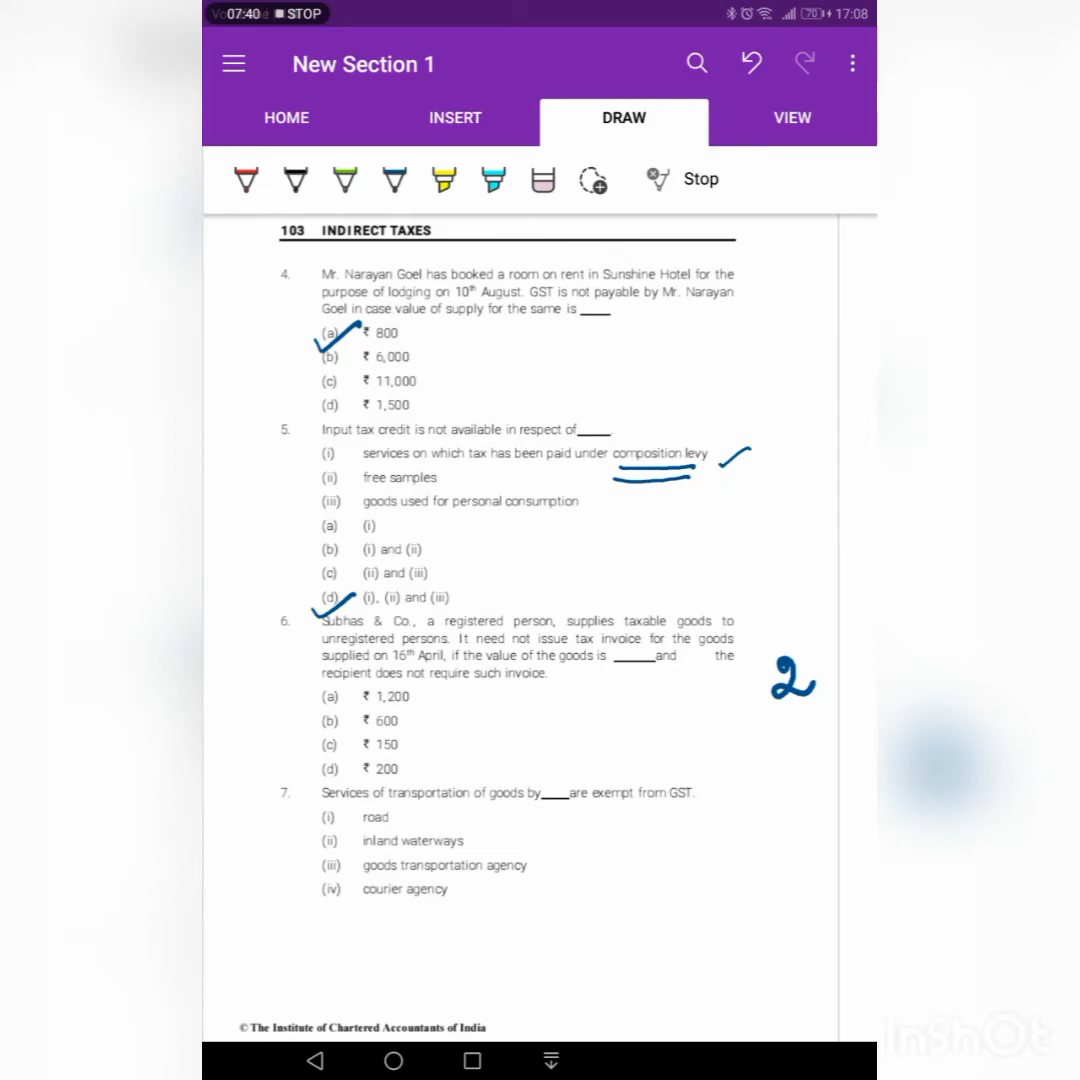 07:40 STOP 70 17:08
New Section 1
HOME INSERT DRAW VIEW
Stop
103 INDIRECT TAXES
4. Mr. Narayan Goel has booked a room on rent in Sunshine Hotel for the
purpose of lodging on 10th August. GST is not payable by Mr. Narayan
Goel in case value of supply for the same is ____
(a) ₹ 800
(b) ₹ 6,000
(c) ₹ 11,000
(d) ₹ 1,500
5. Input tax credit is not available in respect of____.
(i) services on which tax has been paid under composition levy
(ii) free samples
(iii) goods used for personal consumption
(a) (i)
(b) (i) and (ii)
(c) (ii) and (iii)
(d) (i), (ii) and (iii)
6. Subhas & Co., a registered person, supplies taxable goods to
unregistered persons. It need not issue tax invoice for the goods
supplied on 16th April, if the value of the goods is _____and the
recipient does not require such invoice.
2
(a) ₹ 1,200
(b) ₹ 600
(c) ₹ 150
(d) ₹ 200
7. Services of transportation of goods by____are exempt from GST.
(i) road
(ii) inland waterways
(iii) goods transportation agency
(iv) courier agency
© The Institute of Chartered Accountants of India
InShOt